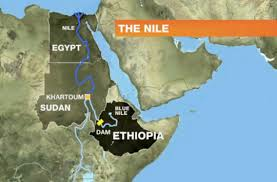 THE NILE
NILE
EGYPT
KHARTOUM
SUDAN
BLUE
NILE
DAM
ETHIOPIA